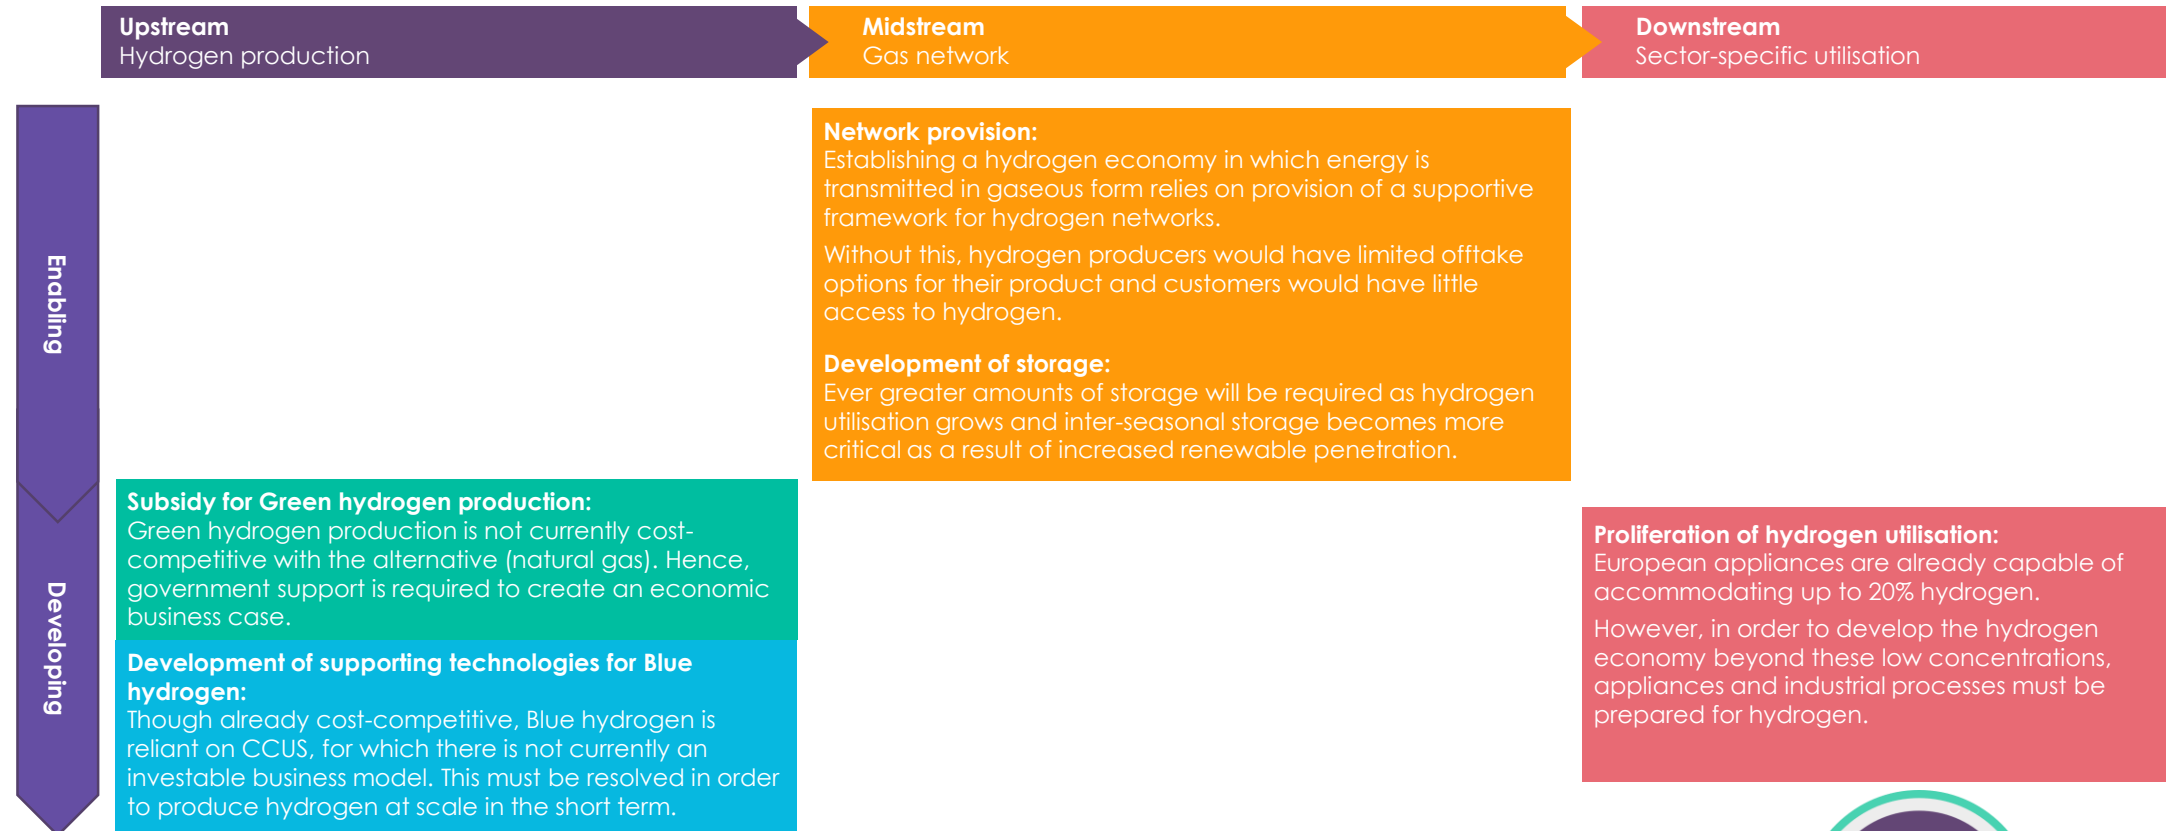 Upstream
Hydrogen production
Midstream
Gas network
Downstream
Sector-specific utilisation
Enabling
Network provision:
Establishing a hydrogen economy in which energy is
transmitted in gaseous form relies on provision of a supportive
framework for hydrogen networks.
Without this, hydrogen producers would have limited offtake
options for their product and customers would have little
access to hydrogen.
Development of storage:
Ever greater amounts of storage will be required as hydrogen
utilisation grows and inter-seasonal storage becomes more
critical as a result of increased renewable penetration.
Developing
Subsidy for Green hydrogen production:
Green hydrogen production is not currently cost-
competitive with the alternative (natural gas). Hence,
government support is required to create an economic
business case.
Development of supporting technologies for Blue
hydrogen:
Though already cost-competitive, Blue hydrogen is
reliant on CCUS, for which there is not currently an
investable business model. This must be resolved in order
to produce hydrogen at scale in the short term.
Proliferation of hydrogen utilisation:
European appliances are already capable of
accommodating up to 20% hydrogen.
However, in order to develop the hydrogen
economy beyond these low concentrations,
appliances and industrial processes must be
prepared for hydrogen.